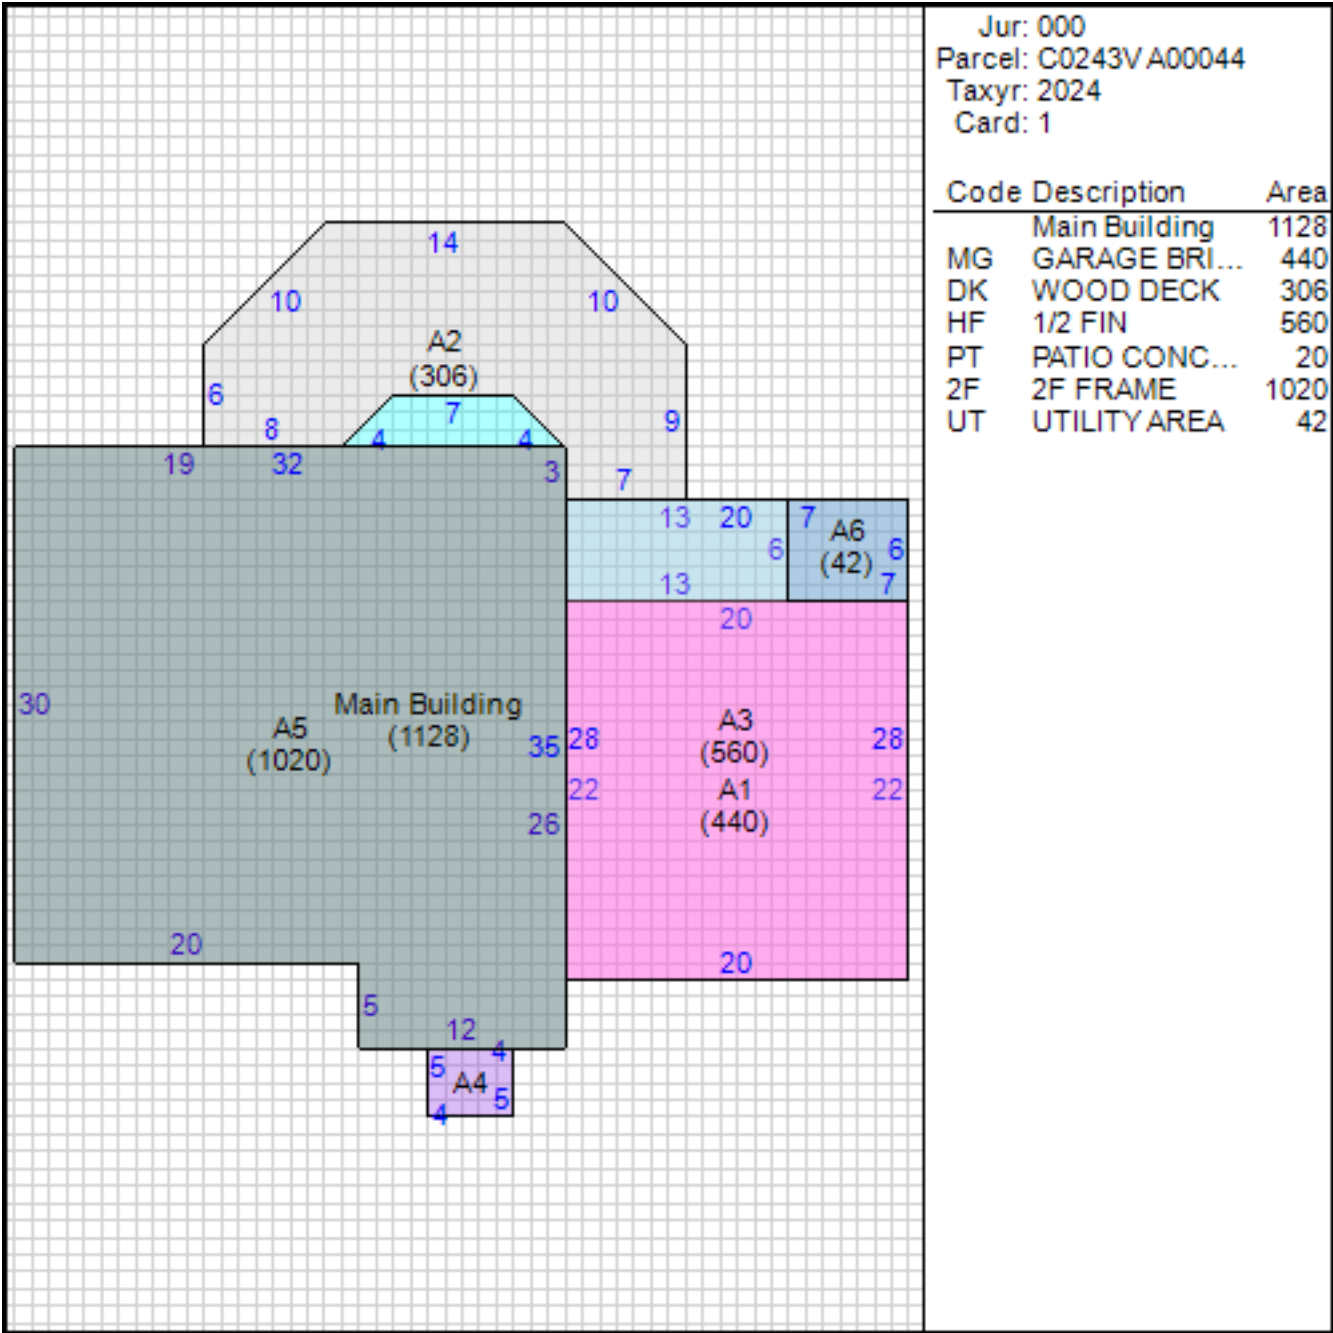 Jur: 000
Parcel: C0243V A00044
Taxyr: 2024
Card: 1
Code Description Area
Main Building 1128
MG GARAGE BRI... 440
DK WOOD DECK 306
HF 1/2 FIN 560
PT PATIO CONC... 20
2F 2F FRAME 1020
UT UTILITY AREA 42
14
10 10
A2
(306)
6 7 9
8 4 4
19 32 3
7
13 20 7 A6
6 (42) 6
13 7
20
30
Main Building
(1128)
A5
(1020)
35 28 A3 28
(560)
22 A1 22
(440)
26
20
20
5
12
4
5 A4 5
4